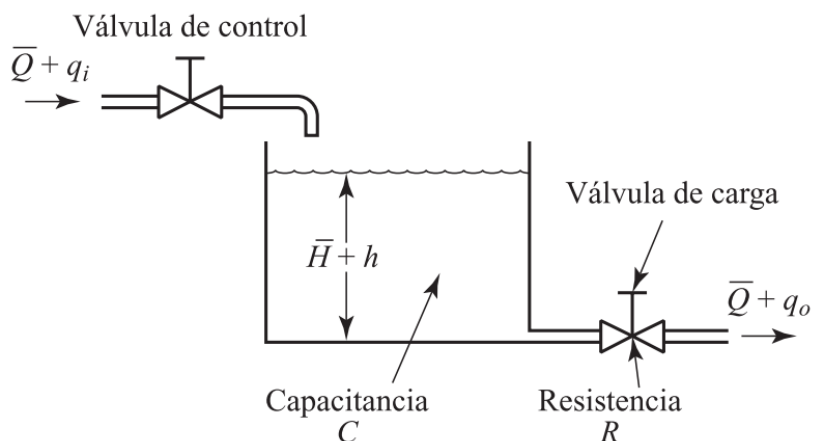 Válvula de control
Q̅ + qᵢ
Válvula de carga
H̅ + h
Q̅ + qₒ
Capacitancia
C
Resistencia
R